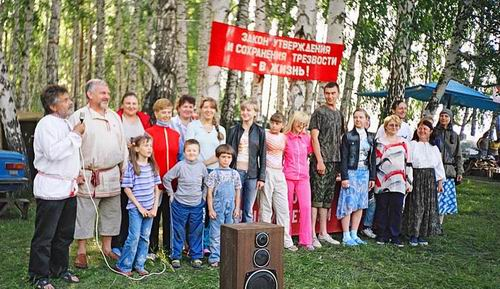 ЗАКОН УТВЕРЖДЕНИЯ
И СОХРАНЕНИЯ ТРЕЗВОСТИ
- В ЖИЗНЬ!